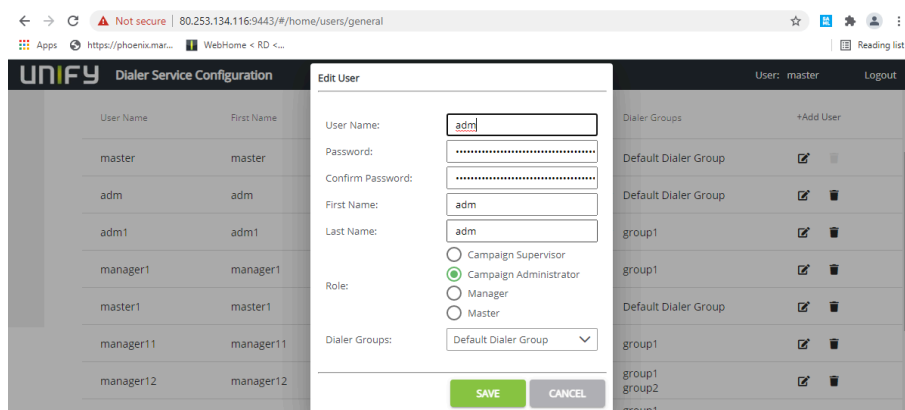 Not secure | 80.253.134.116:9443/#/home/users/general
Apps https://phoenix.mar... WebHome < RD <... Reading list
UNIFY Dialer Service Configuration User: master Logout
Edit User
User Name First Name Dialer Groups +Add User
User Name: adm
master master Default Dialer Group
Password: ••••••••••••••••••••••••••••••••••••••
Confirm Password: ••••••••••••••••••••••••••••••••••••••
adm adm Default Dialer Group
First Name: adm
adm1 adm1 group1
Last Name: adm
Campaign Supervisor
manager1 manager1 group1
Campaign Administrator
Role:
Manager
master1 master1 Default Dialer Group
Master
manager11 manager11 group1
Dialer Groups: Default Dialer Group
manager12 manager12 group1
group2
SAVE CANCEL
group1